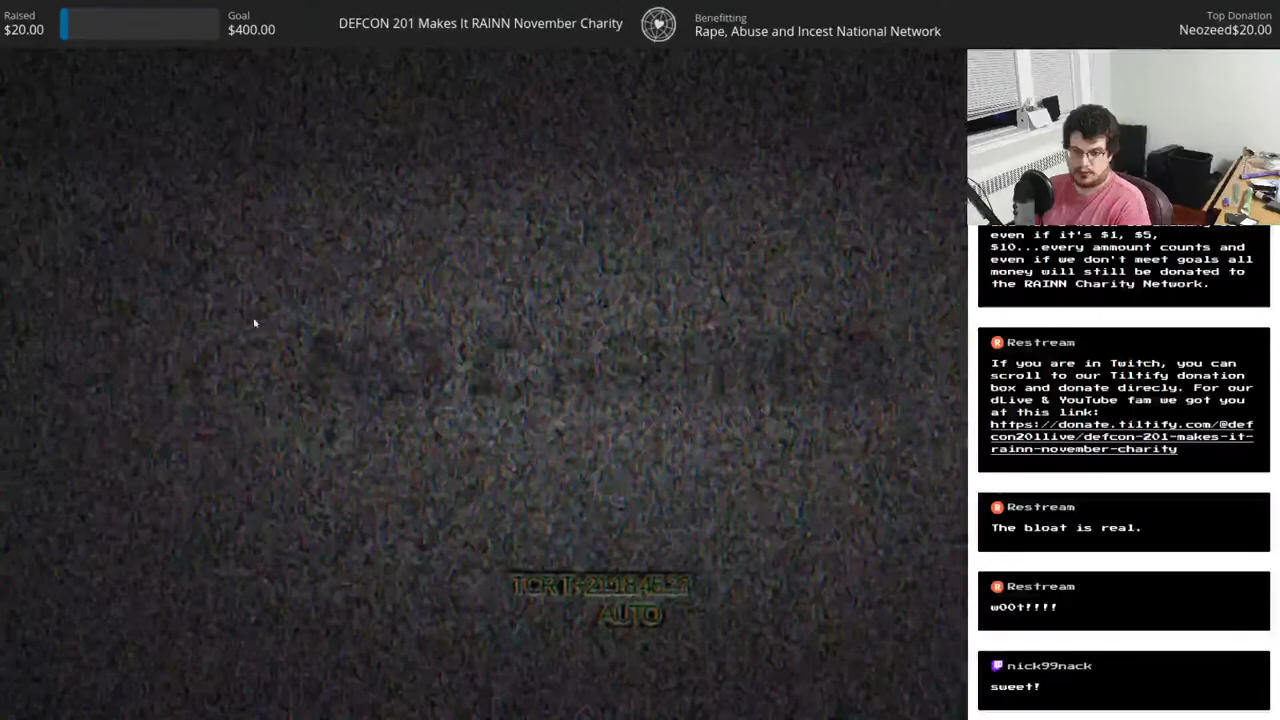 Raised
$20.00
Goal
$400.00
DEFCON 201 Makes It RAINN November Charity
Benefitting
Rape, Abuse and Incest National Network
Top Donation
Neozeed$20.00
even if it's $1, $5,
$10...every ammount counts and
even if we don't meet goals all
money will still be donated to
the RAINN Charity Network.
Restream
If you are in Twitch, you can
scroll to our Tiltify donation
box and donate direcly. For our
dLive & YouTube fam we got you
at this link:
https://donate.tiltify.com/@def
con201live/defcon-201-makes-it-
rainn-november-charity
Restream
The bloat is real.
Restream
w00t!!!!
nick99nack
sweet!
TCR
AUTO